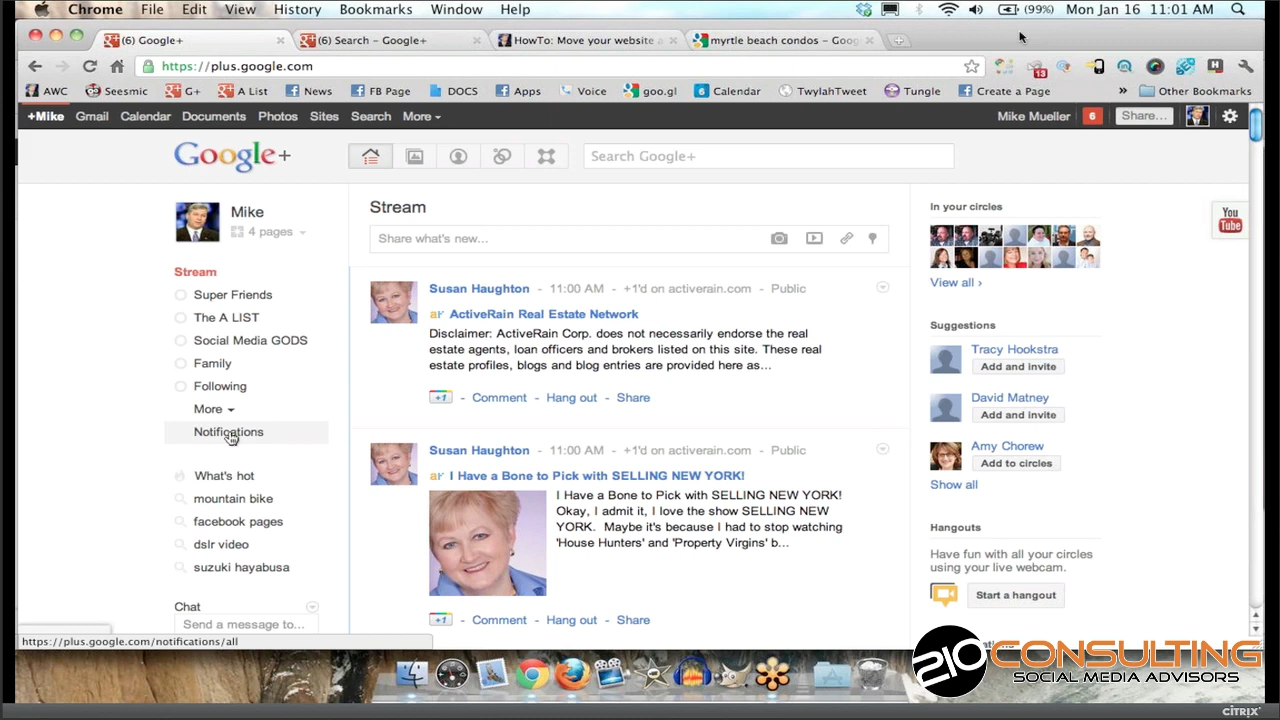 Chrome File Edit View History Bookmarks Window Help (99%) Mon Jan 16 11:01 AM
(6) Google+ (6) Search - Google+ HowTo: Move your website a myrtle beach condos - Goog
https://plus.google.com 13
AWC Seesmic G+ A List News FB Page DOCS Apps Voice goo.gl 6 Calendar TwylahTweet Tungle Create a Page » Other Bookmarks
+Mike Gmail Calendar Documents Photos Sites Search More Mike Mueller 6 Share...
Google+ Search Google+
Mike
4 pages
Stream
Super Friends
The A LIST
Social Media GODS
Family
Following
More
Notifications
What's hot
mountain bike
facebook pages
dslr video
suzuki hayabusa
Chat
Send a message to...
https://plus.google.com/notifications/all
Stream
Share what's new...
Susan Haughton - 11:00 AM - +1'd on activerain.com - Public
ar ActiveRain Real Estate Network
Disclaimer: ActiveRain Corp. does not necessarily endorse the real
estate agents, loan officers and brokers listed on this site. These real
estate profiles, blogs and blog entries are provided here as...
+1 - Comment - Hang out - Share
Susan Haughton - 11:00 AM - +1'd on activerain.com - Public
ar I Have a Bone to Pick with SELLING NEW YORK!
I Have a Bone to Pick with SELLING NEW YORK!
Okay, I admit it, I love the show SELLING NEW
YORK. Maybe it's because I had to stop watching
'House Hunters' and 'Property Virgins' b...
+1 - Comment - Hang out - Share
In your circles
View all ›
Suggestions
Tracy Hookstra
Add and invite
David Matney
Add and invite
Amy Chorew
Add to circles
Show all
Hangouts
Have fun with all your circles
using your live webcam.
Start a hangout
You
Tube
210 CONSULTING
SOCIAL MEDIA ADVISORS
CITRIX